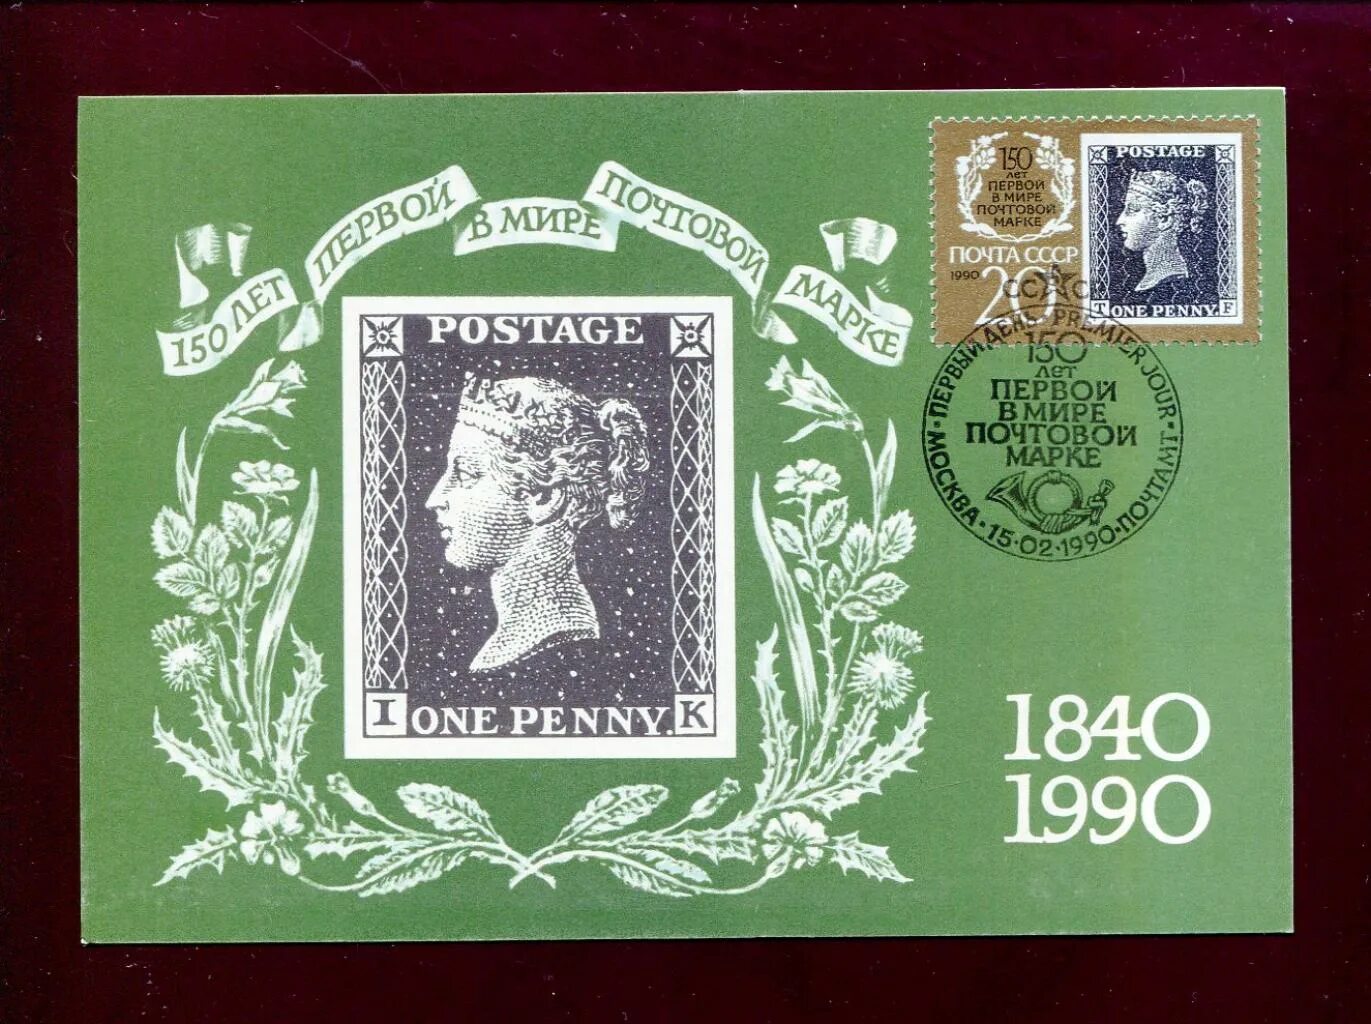 150 ЛЕТ ПЕРВОЙ В МИРЕ ПОЧТОВОЙ МАРКЕ
POSTAGE
I ONE PENNY. K
150
лет
ПЕРВОЙ
В МИРЕ
ПОЧТОВОЙ
МАРКЕ
ПОЧТА СССР
1990 20
POSTAGE
T ONE PENNY. F
СССР
МОСКВА • ПЕРВЫЙ ДЕНЬ. PREMIER JOUR • ПОЧТАМТ
150
лет
ПЕРВОЙ
В МИРЕ
ПОЧТОВОЙ
МАРКЕ
15•02•1990
1840
1990